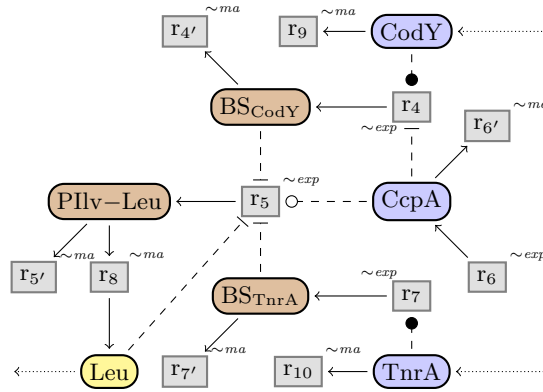 r4′ ~ma r9 ~ma CodY
BSCodY r4 ~exp r6′ ~ma
PIlv−Leu r5 ~exp CcpA
r5′ ~ma r8 ~ma BSTnrA r7 ~exp r6 ~exp
Leu r7′ ~ma r10 ~ma TnrA